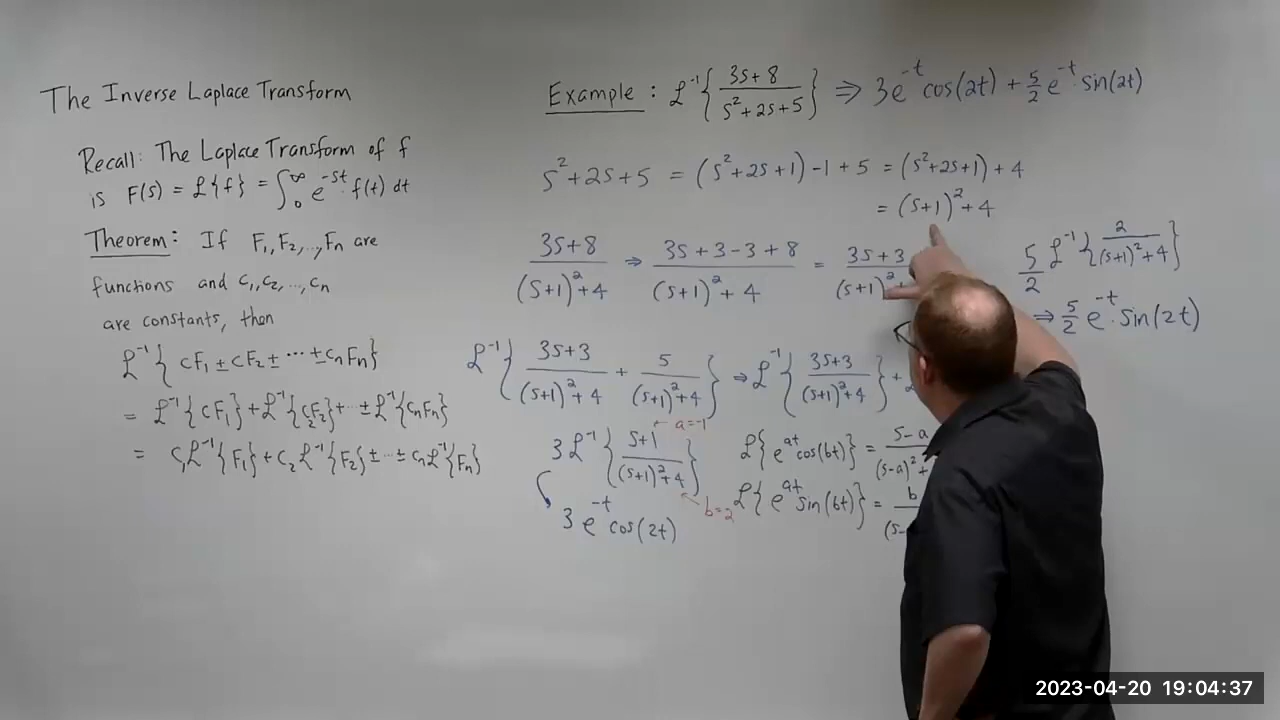 The Inverse Laplace Transform
Recall: The Laplace Transform of f
is F(s) = ℒ{f} = ∫₀^∞ e^{-st} · f(t) dt
Theorem: If F₁, F₂, ..., Fn are
functions and c₁, c₂, ..., cn
are constants, then
ℒ⁻¹{ cF₁ ± cF₂ ± ··· ± cnFn}
= ℒ⁻¹{cF₁} + ℒ⁻¹{cF₂} + ··· ± ℒ⁻¹{cnFn}
= c₁ℒ⁻¹{F₁} + c₂ℒ⁻¹{F₂} ± ··· ± cnℒ⁻¹{Fn}
Example: ℒ⁻¹{(3s+8)/(s²+2s+5)} ⇒ 3e^{-t} cos(2t) + 5/2 e^{-t} · sin(2t)
s²+2s+5 = (s²+2s+1) -1 + 5 = (s²+2s+1) + 4
= (s+1)² + 4
(3s+8)/((s+1)²+4) ⇒ (3s+3-3+8)/((s+1)²+4) = (3s+3)/(s+1)²
ℒ⁻¹{(3s+3)/((s+1)²+4) + 5/((s+1)²+4)} ⇒ ℒ⁻¹{(3s+3)/((s+1)²+4)} +
3ℒ⁻¹{(s+1)/((s+1)²+4)}
← a=-1
← b=2
3e^{-t} cos(2t)
ℒ{e^{at} cos(bt)} = (s-a)/(s-a)²+
ℒ{e^{at} sin(bt)} = b/(s-
5/2 ℒ⁻¹{2/((s+1)²+4)}
⇒ 5/2 e^{-t} · sin(2t)
2023-04-20 19:04:37